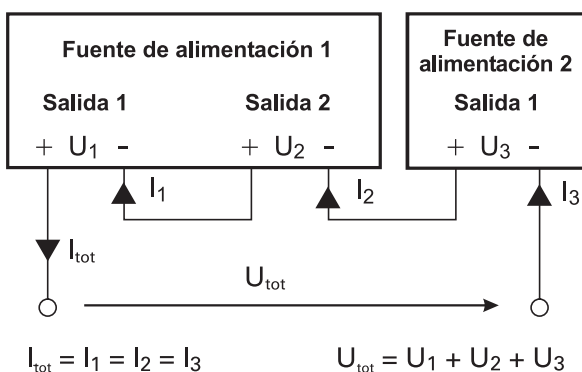 Fuente de alimentación 1
Salida 1 Salida 2
+ U1 - + U2 -
Fuente de
alimentación 2
Salida 1
+ U3 -
I1 I2 I3
Itot
Utot
Itot = I1 = I2 = I3 Utot = U1 + U2 + U3